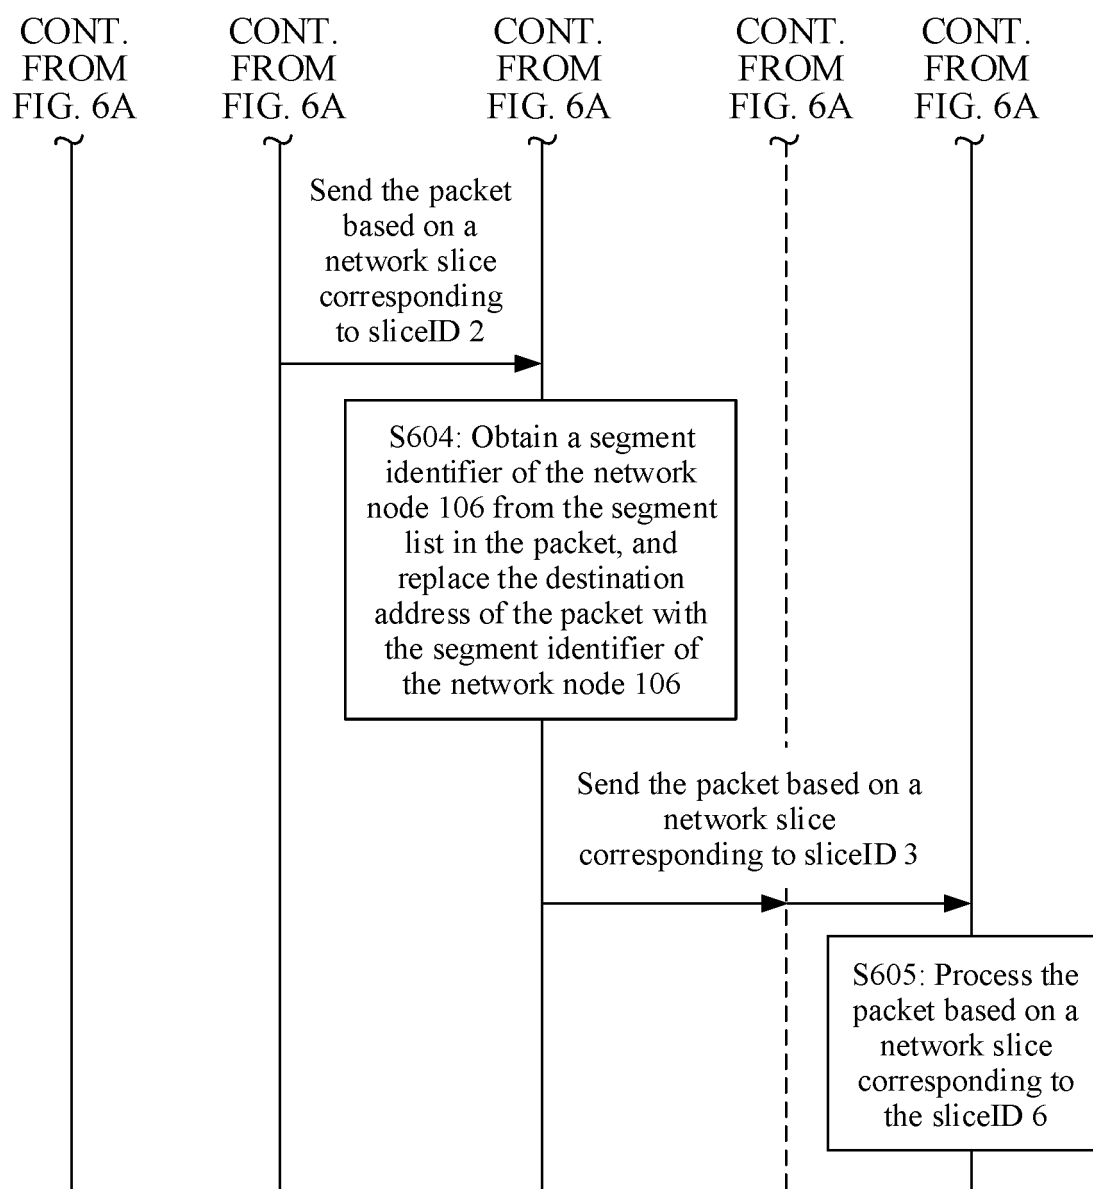 CONT.
FROM
FIG. 6A
CONT.
FROM
FIG. 6A
CONT.
FROM
FIG. 6A
CONT.
FROM
FIG. 6A
CONT.
FROM
FIG. 6A
Send the packet
based on a
network slice
corresponding
to sliceID 2
S604: Obtain a segment
identifier of the network
node 106 from the segment
list in the packet, and
replace the destination
address of the packet with
the segment identifier of
the network node 106
Send the packet based on a
network slice
corresponding to sliceID 3
S605: Process the
packet based on a
network slice
corresponding to
the sliceID 6